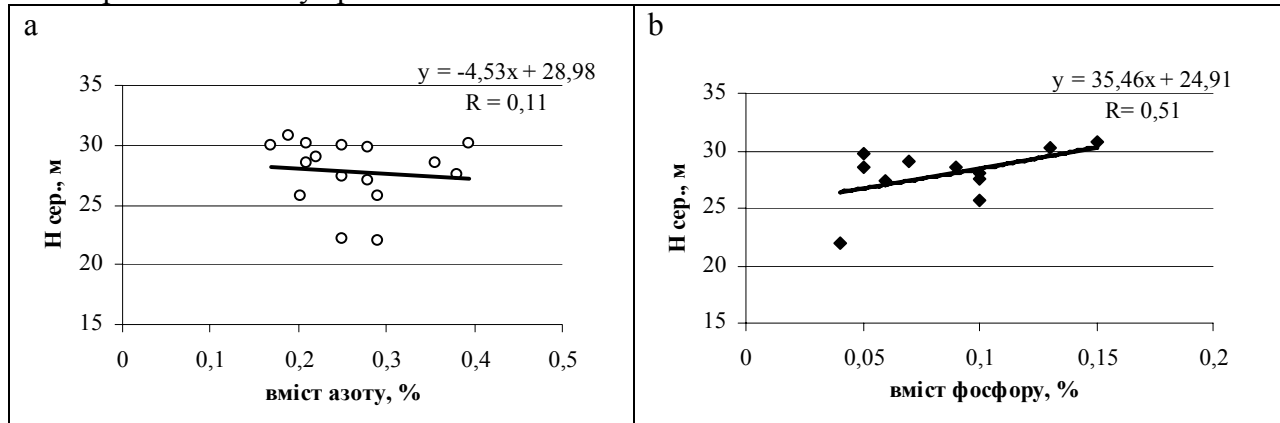 a
y = -4,53x + 28,98
R = 0,11
35
30
25
20
15
Н сер., м
0 0,1 0,2 0,3 0,4 0,5
вміст азоту, %
b
y = 35,46x + 24,91
R= 0,51
35
30
25
20
15
Н сер., м
0 0,05 0,1 0,15 0,2
вміст фосфору, %